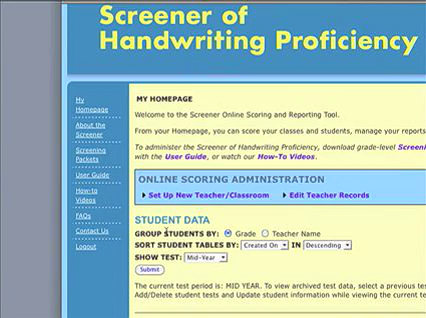 Screener of
Handwriting Proficiency
My
Homepage
About the
Screener
Screening
Packets
User Guide
How-to
Videos
FAQs
Contact Us
Logout
MY HOMEPAGE
Welcome to the Screener Online Scoring and Reporting Tool.
From your Homepage, you can score your classes and students, manage your reports
To administer the Screener of Handwriting Proficiency, download grade-level
with the User Guide, or watch our How-To Videos.
ONLINE SCORING ADMINISTRATION
Set Up New Teacher/Classroom Edit Teacher Records
STUDENT DATA
GROUP STUDENTS BY: Grade Teacher Name
SORT STUDENT TABLES BY: Created On IN Descending
SHOW TEST: Mid-Year
Submit
The current test period is: MID YEAR. To view archived test data, select a previous tes
Add/Delete student tests and Update student information while viewing the current te